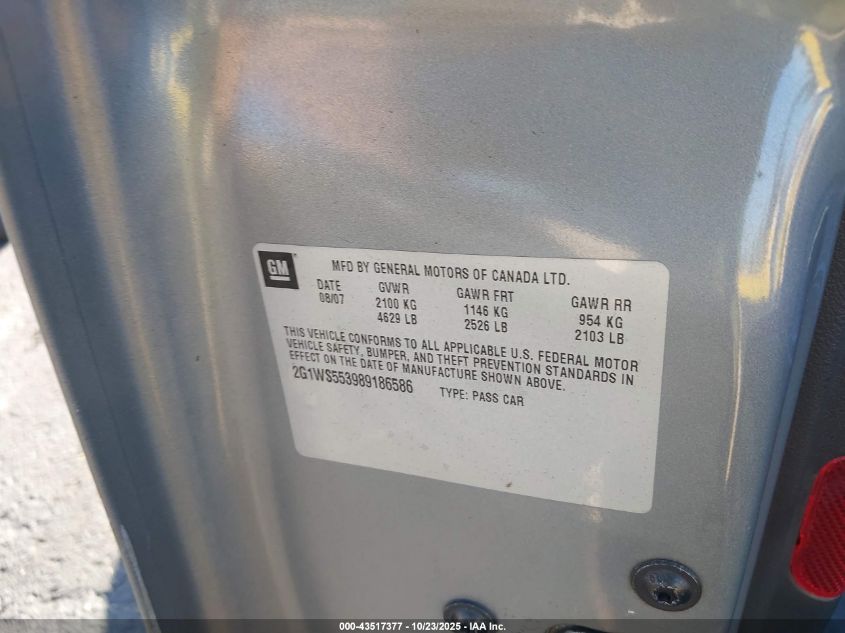 GM
MFD BY GENERAL MOTORS OF CANADA LTD.
DATE GVWR GAWR FRT GAWR RR
08/07 2100 KG 1146 KG 954 KG
4629 LB 2526 LB 2103 LB
THIS VEHICLE CONFORMS TO ALL APPLICABLE U.S. FEDERAL MOTOR
VEHICLE SAFETY, BUMPER, AND THEFT PREVENTION STANDARDS IN
EFFECT ON THE DATE OF MANUFACTURE SHOWN ABOVE.
2G1WS553989186586 TYPE: PASS CAR
000-43517377 - 10/23/2025 - IAA Inc.